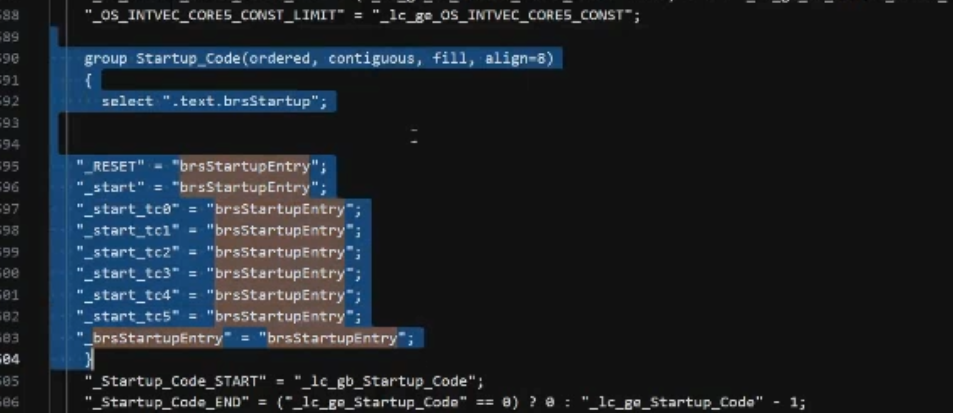 588 "_OS_INTVEC_CORE5_CONST_LIMIT" = "_lc_ge_OS_INTVEC_CORE5_CONST";
589
590 group Startup_Code(ordered, contiguous, fill, align=8)
591 {
592 select ".text.brsStartup";
593
594
595 "_RESET" = "brsStartupEntry";
596 "_start" = "brsStartupEntry";
597 "_start_tc0" = "brsStartupEntry";
598 "_start_tc1" = "brsStartupEntry";
599 "_start_tc2" = "brsStartupEntry";
600 "_start_tc3" = "brsStartupEntry";
601 "_start_tc4" = "brsStartupEntry";
602 "_start_tc5" = "brsStartupEntry";
603 "_brsStartupEntry" = "brsStartupEntry";
604 }
605 "_Startup_Code_START" = "_lc_gb_Startup_Code";
606 "_Startup_Code_END" = ("_lc_ge_Startup_Code" == 0) ? 0 : "_lc_ge_Startup_Code" - 1;